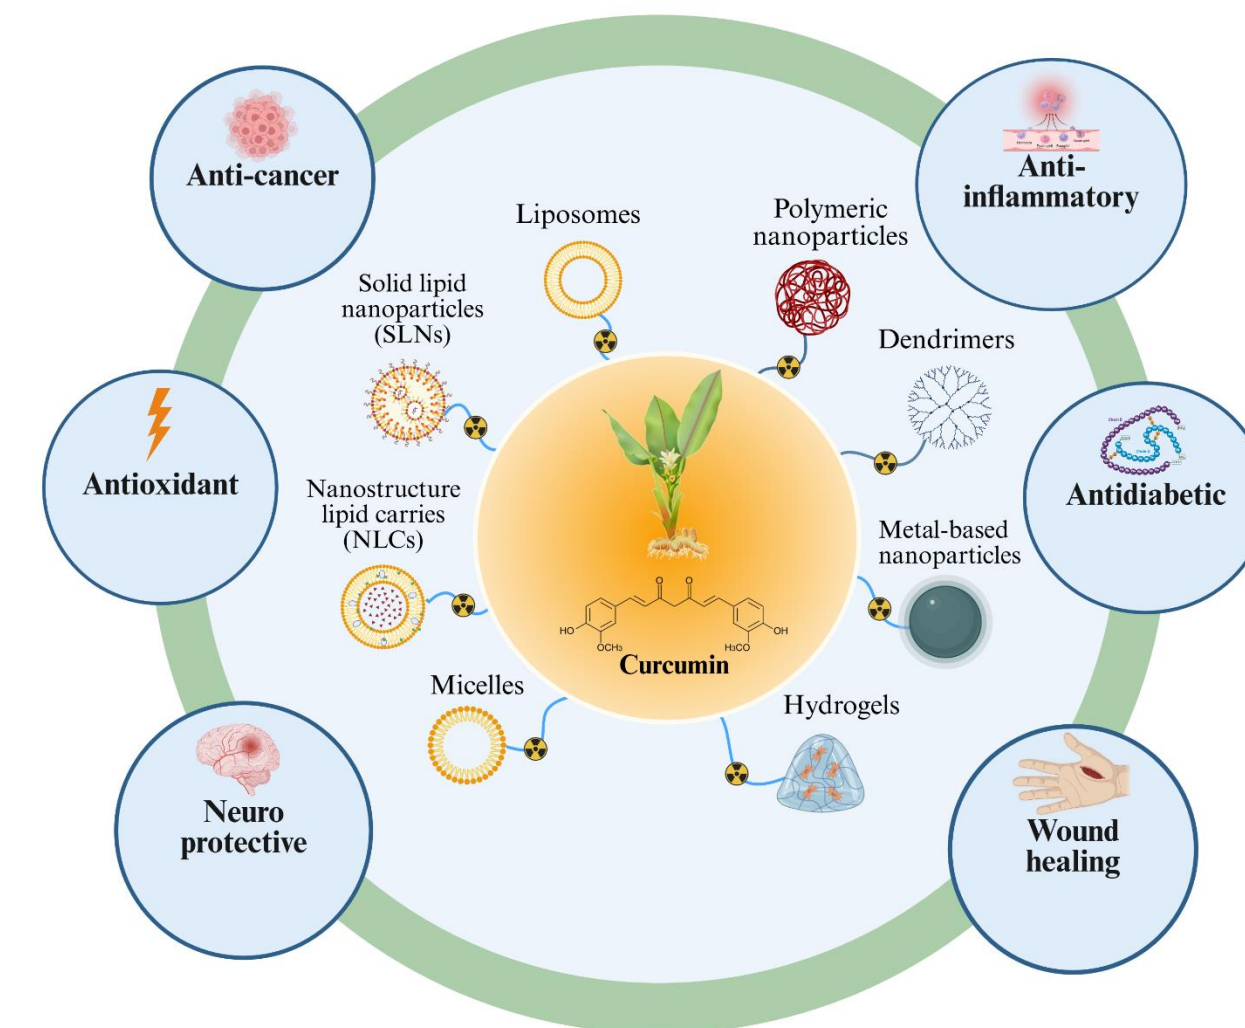 Anti-cancer
Anti-
inflammatory
Liposomes
Polymeric
nanoparticles
Solid lipid
nanoparticles
(SLNs)
Dendrimers
Antioxidant
Antidiabetic
Nanostructure
lipid carries
(NLCs)
Metal-based
nanoparticles
O
O
HO
OCH3
H3CO
OH
Curcumin
Micelles
Hydrogels
Neuro
protective
Wound
healing